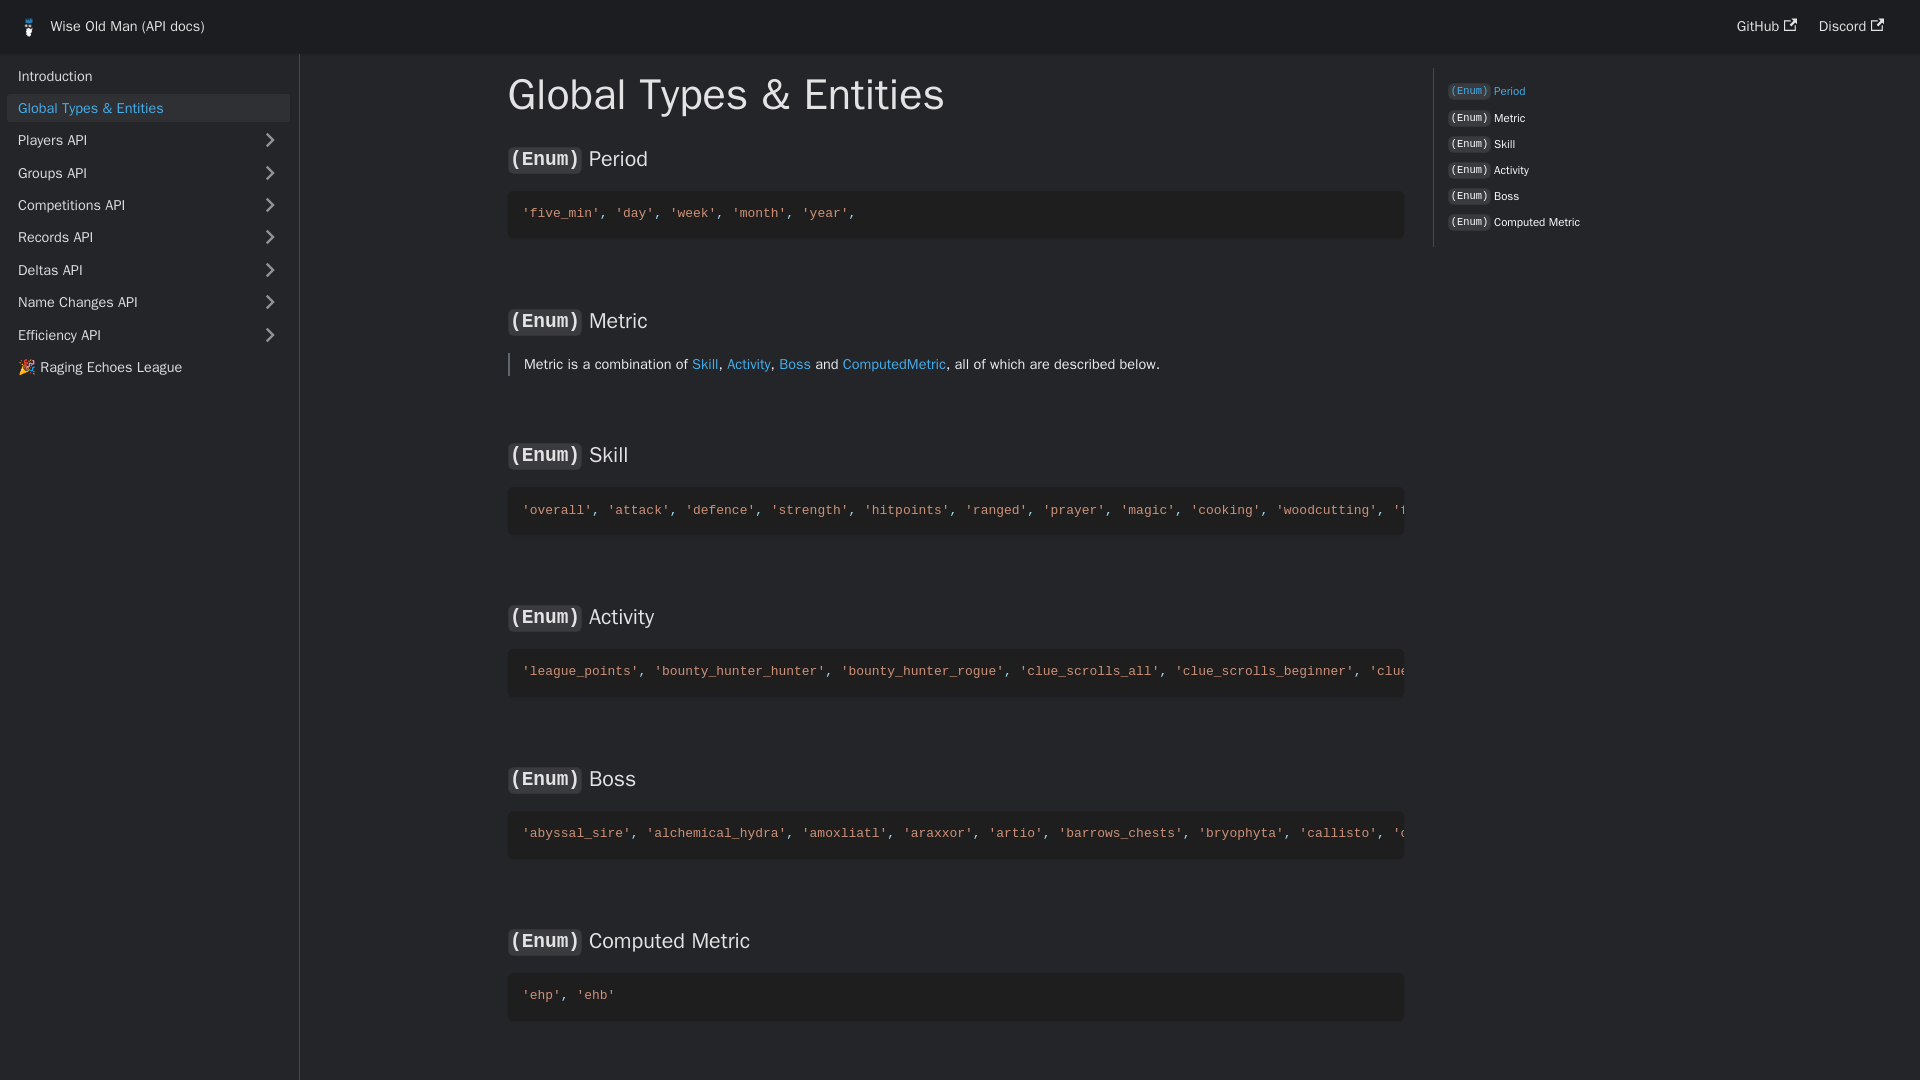 Wise Old Man (API docs)
GitHub
Discord
Introduction
Global Types & Entities
Players API
Groups API
Competitions API
Records API
Deltas API
Name Changes API
Efficiency API
🎉 Raging Echoes League
Global Types & Entities
(Enum) Period
'five_min', 'day', 'week', 'month', 'year',
(Enum) Metric
Metric is a combination of Skill, Activity, Boss and ComputedMetric, all of which are described below.
(Enum) Skill
'overall', 'attack', 'defence', 'strength', 'hitpoints', 'ranged', 'prayer', 'magic', 'cooking', 'woodcutting',
(Enum) Activity
'league_points', 'bounty_hunter_hunter', 'bounty_hunter_rogue', 'clue_scrolls_all', 'clue_scrolls_beginner', 'clue
(Enum) Boss
'abyssal_sire', 'alchemical_hydra', 'amoxliatl', 'araxxor', 'artio', 'barrows_chests', 'bryophyta', 'callisto',
(Enum) Computed Metric
'ehp', 'ehb'
(Enum) Period
(Enum) Metric
(Enum) Skill
(Enum) Activity
(Enum) Boss
(Enum) Computed Metric